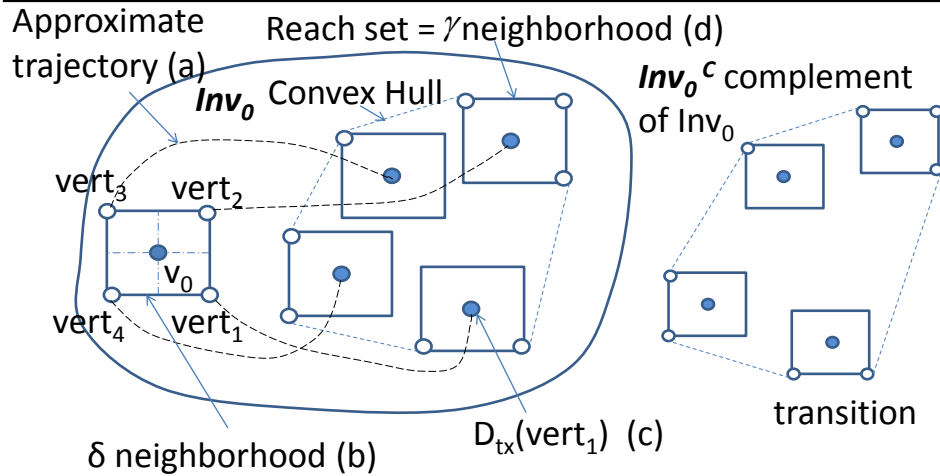 Approximate
trajectory (a)
Reach set = γ neighborhood (d)
Inv₀ Convex Hull
Inv₀ᶜ complement
of Inv₀
vert₃
vert₂
v₀
vert₄
vert₁
δ neighborhood (b)
Dₜₓ(vert₁) (c)
transition